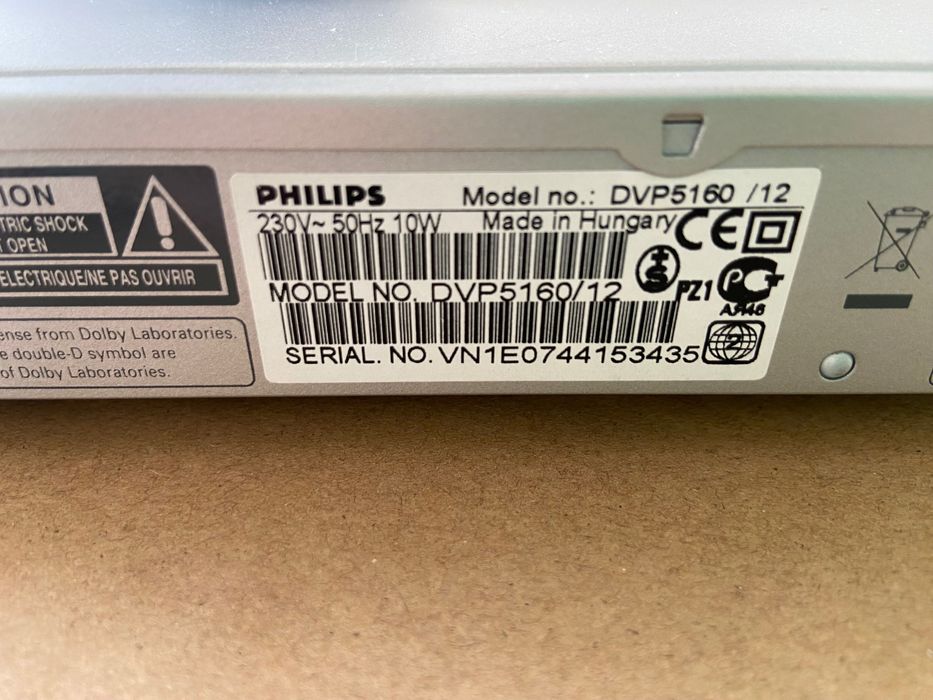 ION
TRIC SHOCK
T OPEN
ELECTRIQUE/NE PAS OUVRIR
ense from Dolby Laboratories.
e double-D symbol are
of Dolby Laboratories.
PHILIPS Model no.: DVP5160 /12
230V~ 50Hz 10W Made in Hungary
CE
MODEL NO. DVP5160/12
PZ1
+S
РСТ
АЯ46
SERIAL. NO. VN1E0744153435
2